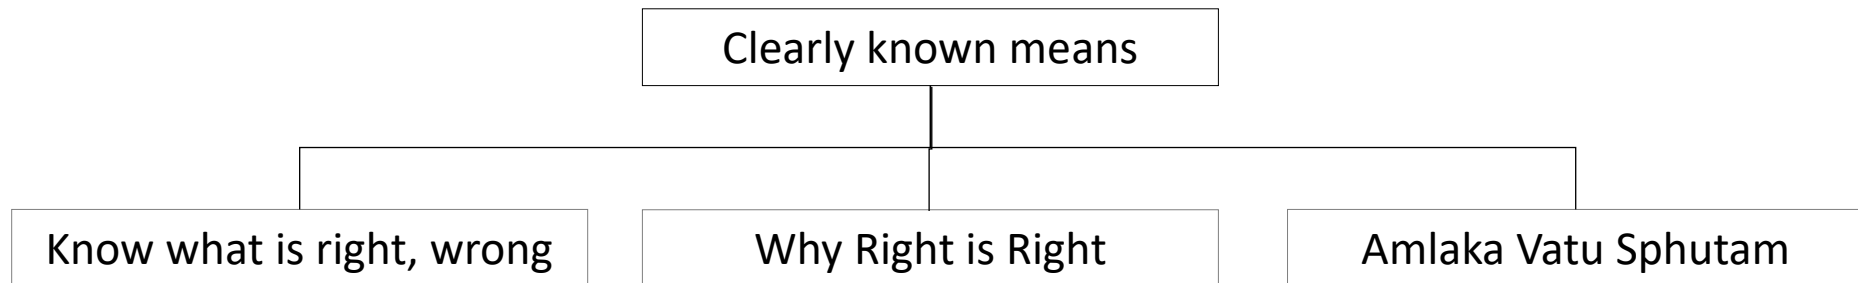 Clearly known means
Know what is right, wrong
Why Right is Right
Amlaka Vatu Sphutam